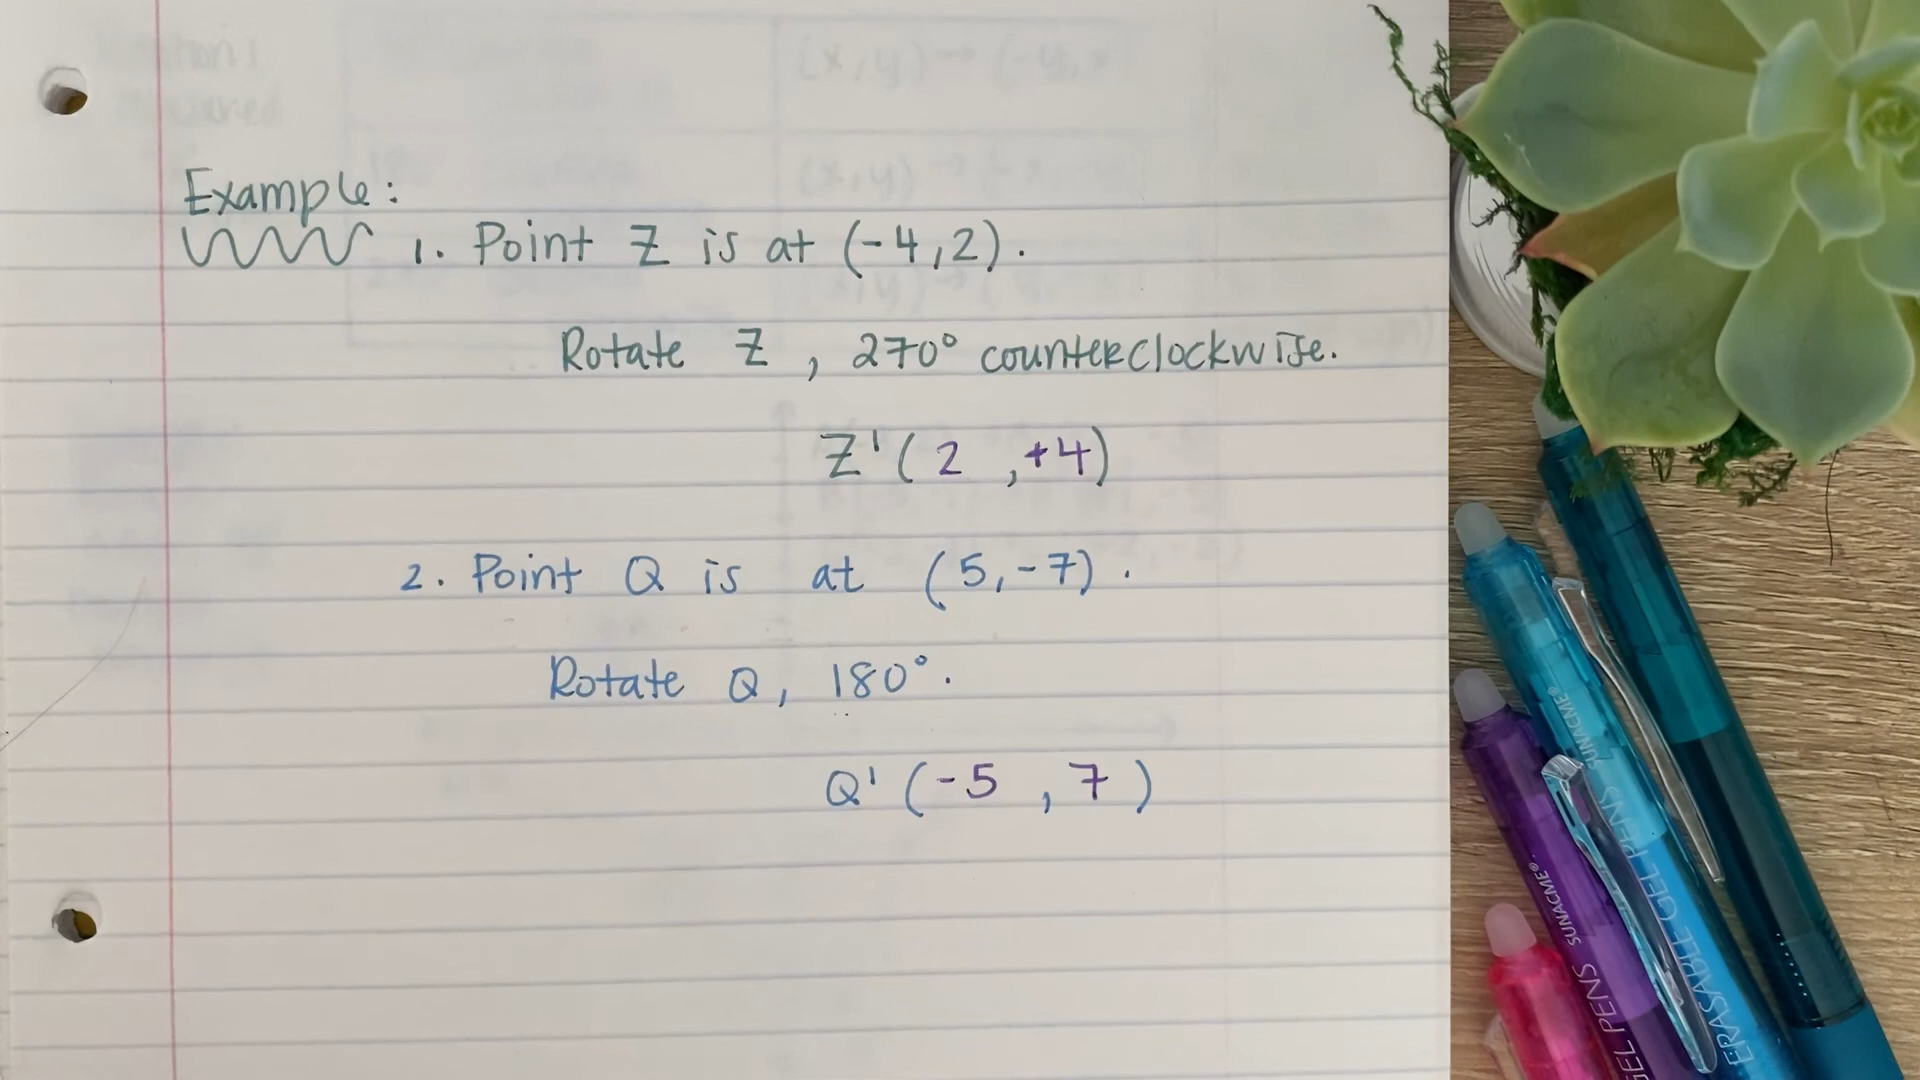 Example:
1. Point Z is at (-4,2).
Rotate Z, 270° counterclockwise.
Z'(2, +4)
2. Point Q is at (5,-7).
Rotate Q, 180°.
Q' (-5, 7)
SUNACME®
ERASABLE GEL PENS
SUNACME®
GEL PENS